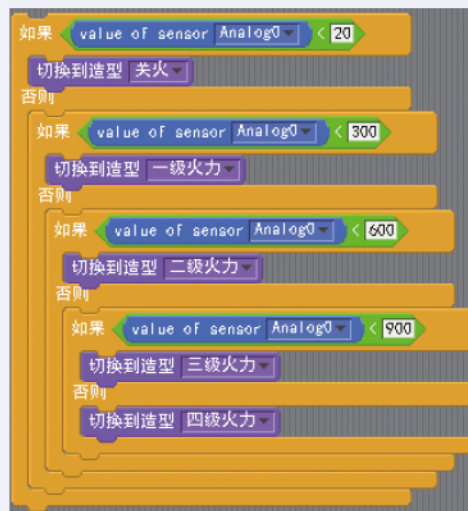 如果 value of sensor Analog0 < 20
切换到造型 关火
否则
如果 value of sensor Analog0 < 300
切换到造型 一级火力
否则
如果 value of sensor Analog0 < 600
切换到造型 二级火力
否则
如果 value of sensor Analog0 < 900
切换到造型 三级火力
否则
切换到造型 四级火力